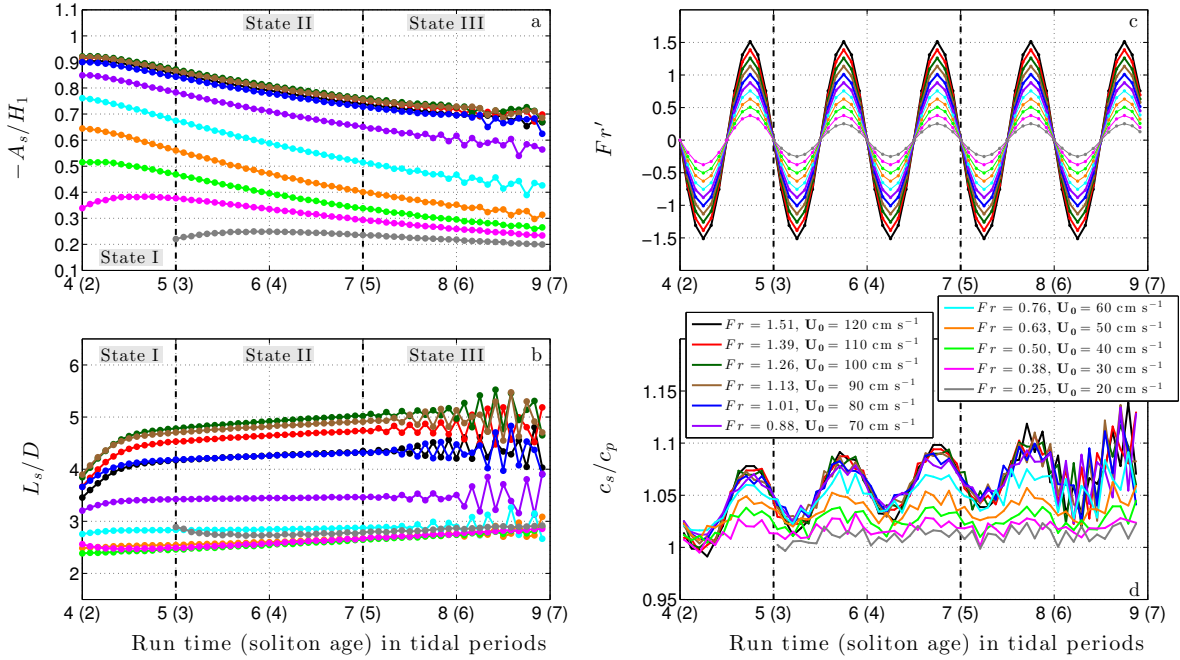 a
State II
State III
State I
− A_s/H_1
1.1
1
0.9
0.8
0.7
0.6
0.5
0.4
0.3
0.2
0.1
4 (2)
5 (3)
6 (4)
7 (5)
8 (6)
9 (7)
c
Fr′
1.5
1
0.5
0
−0.5
−1
−1.5
4 (2)
5 (3)
6 (4)
7 (5)
8 (6)
9 (7)
State I
State II
State III
b
L_s/D
6
5
4
3
2
4 (2)
5 (3)
6 (4)
7 (5)
8 (6)
9 (7)
Run time (soliton age) in tidal periods
Fr = 1.51, U_0 = 120 cm s^−1
Fr = 1.39, U_0 = 110 cm s^−1
Fr = 1.26, U_0 = 100 cm s^−1
Fr = 1.13, U_0 = 90 cm s^−1
Fr = 1.01, U_0 = 80 cm s^−1
Fr = 0.88, U_0 = 70 cm s^−1
Fr = 0.76, U_0 = 60 cm s^−1
Fr = 0.63, U_0 = 50 cm s^−1
Fr = 0.50, U_0 = 40 cm s^−1
Fr = 0.38, U_0 = 30 cm s^−1
Fr = 0.25, U_0 = 20 cm s^−1
c_s/c_p
1.15
1.1
1.05
1
0.95
d
4 (2)
5 (3)
6 (4)
7 (5)
8 (6)
9 (7)
Run time (soliton age) in tidal periods